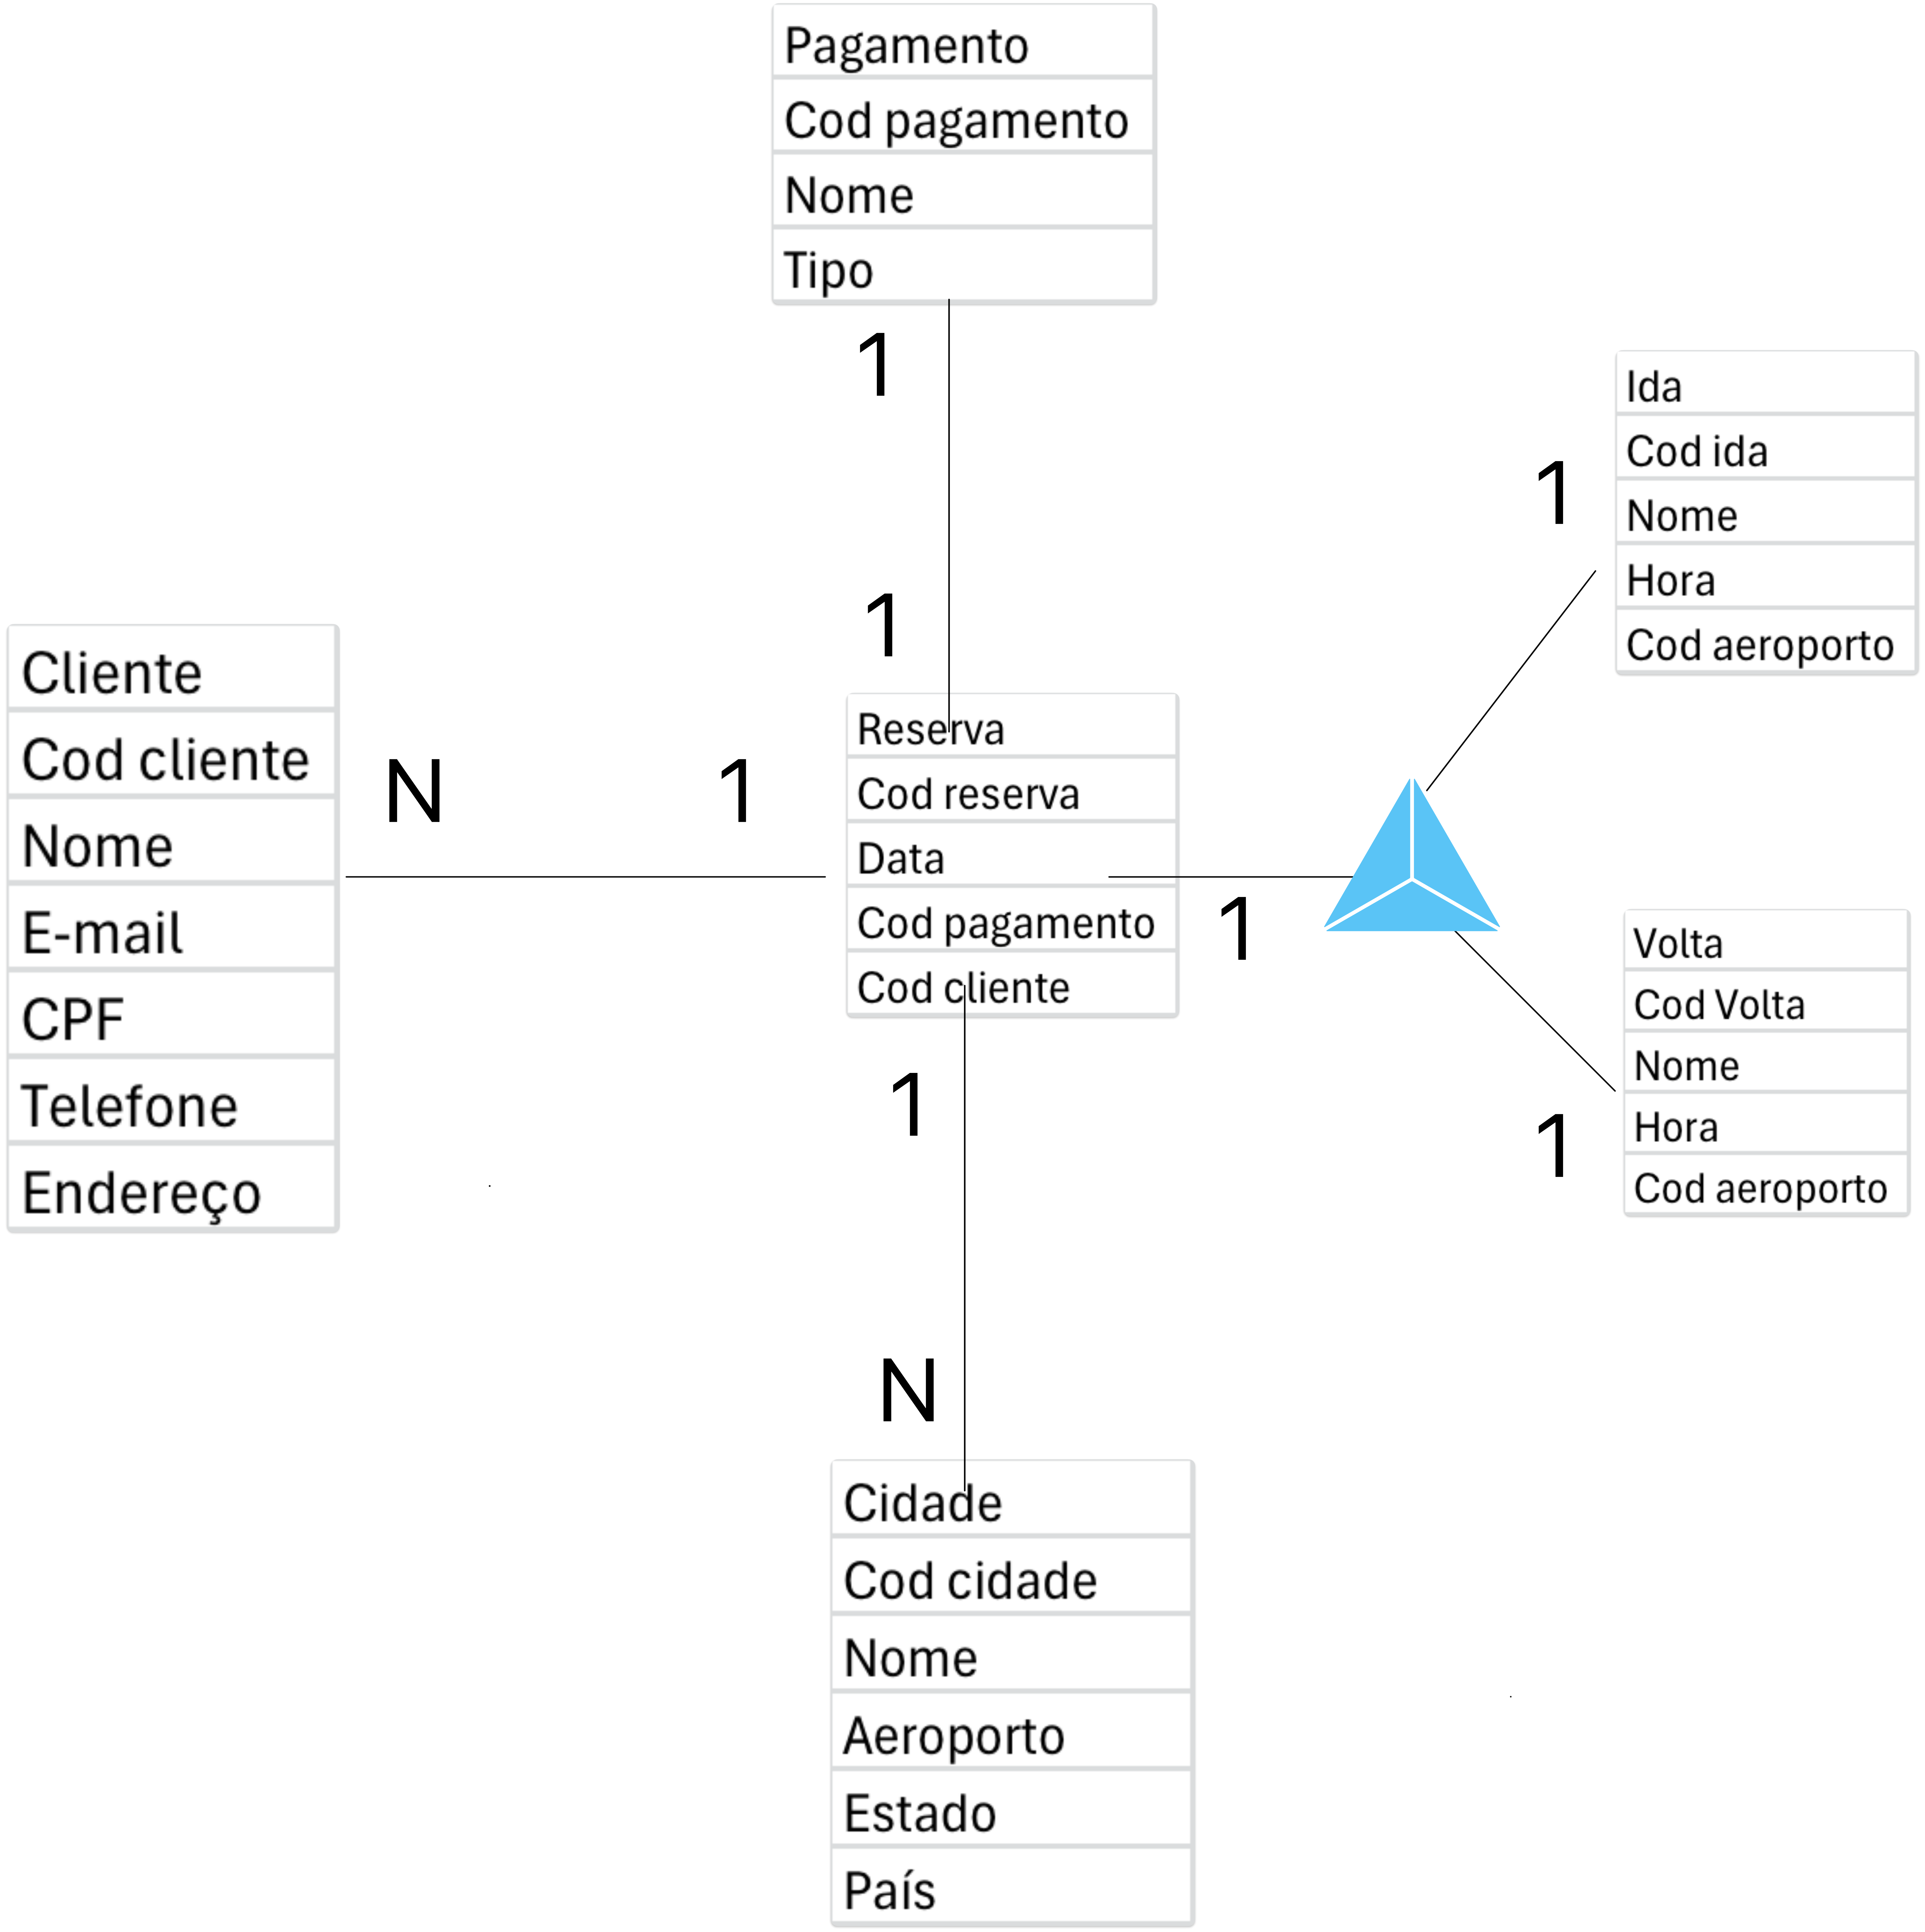 Pagamento
Cod pagamento
Nome
Tipo
1
1
Ida
Cod ida
Nome
Hora
Cod aeroporto
1
Cliente
Cod cliente
Nome
E-mail
CPF
Telefone
Endereço
N
1
Reserva
Cod reserva
Data
Cod pagamento
Cod cliente
1
Volta
Cod Volta
Nome
Hora
Cod aeroporto
1
1
N
Cidade
Cod cidade
Nome
Aeroporto
Estado
País